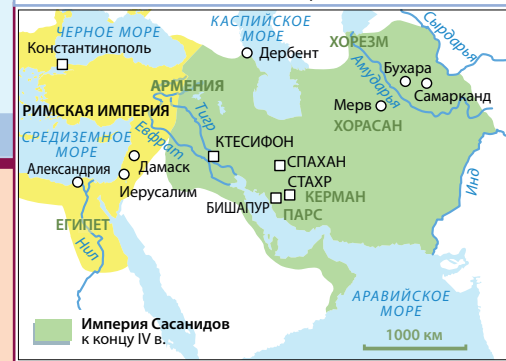 ЧЕРНОЕ МОРЕ
Константинополь
КАСПИЙСКОЕ
МОРЕ
Дербент
ХОРЕЗМ
Сырдарья
Амударья
Бухара
Самарканд
Мерв
ХОРАСАН
АРМЕНИЯ
РИМСКАЯ ИМПЕРИЯ
Тигр
Евфрат
СРЕДИЗЕМНОЕ
МОРЕ
Александрия
Дамаск
Иерусалим
КТЕСИФОН
СПАХАН
СТАХР
КЕРМАН
БИШАПУР
ПАРС
ИНД
ЕГИПЕТ
Нил
АРАВИЙСКОЕ
МОРЕ
Империя Сасанидов
к концу IV в.
1000 км